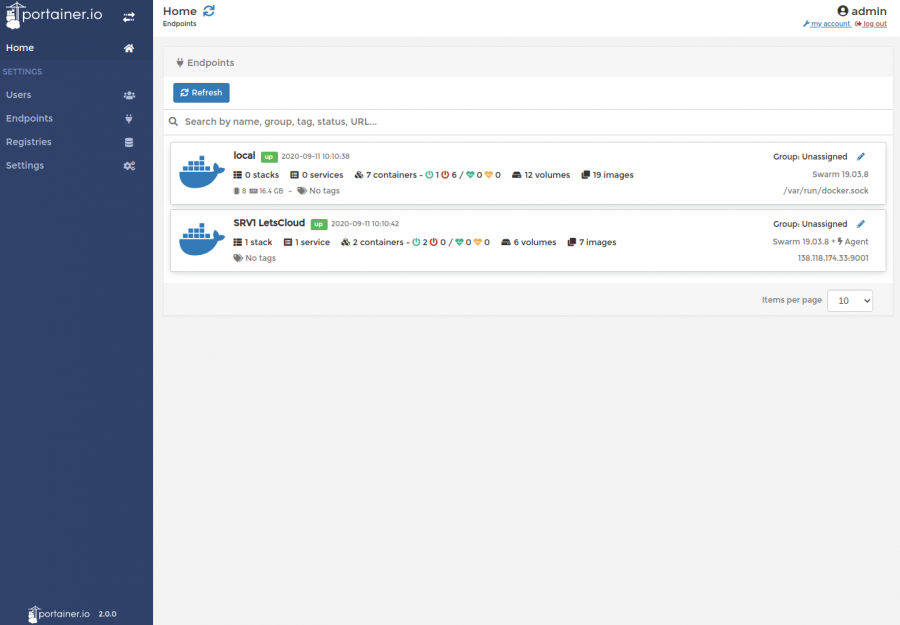 portainer.io
Home
SETTINGS
Users
Endpoints
Registries
Settings
portainer.io 2.0.0
Home
Endpoints
admin
my account log out
Endpoints
Refresh
Search by name, group, tag, status, URL...
local up 2020-09-11 10:10:38
Group: Unassigned
0 stacks 0 services 7 containers - 1 6 / 0 0 12 volumes 19 images
Swarm 19.03.8
8 16.4 GB - No tags
/var/run/docker.sock
SRV1 LetsCloud up 2020-09-11 10:10:42
Group: Unassigned
1 stack 1 service 2 containers - 2 0 / 0 0 6 volumes 7 images
Swarm 19.03.8 + Agent
No tags
138.118.174.33:9001
Items per page 10